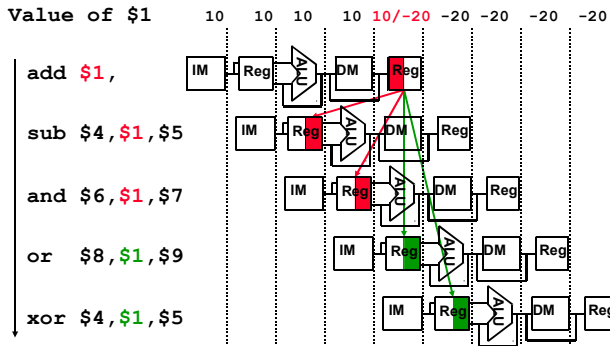 Value of $1 10 10 10 10 10/-20 -20 -20 -20 -20
add $1, IM Reg ALU DM Reg
sub $4,$1,$5 IM Reg ALU DM Reg
and $6,$1,$7 IM Reg ALU DM Reg
or $8,$1,$9 IM Reg ALU DM Reg
xor $4,$1,$5 IM Reg ALU DM Reg